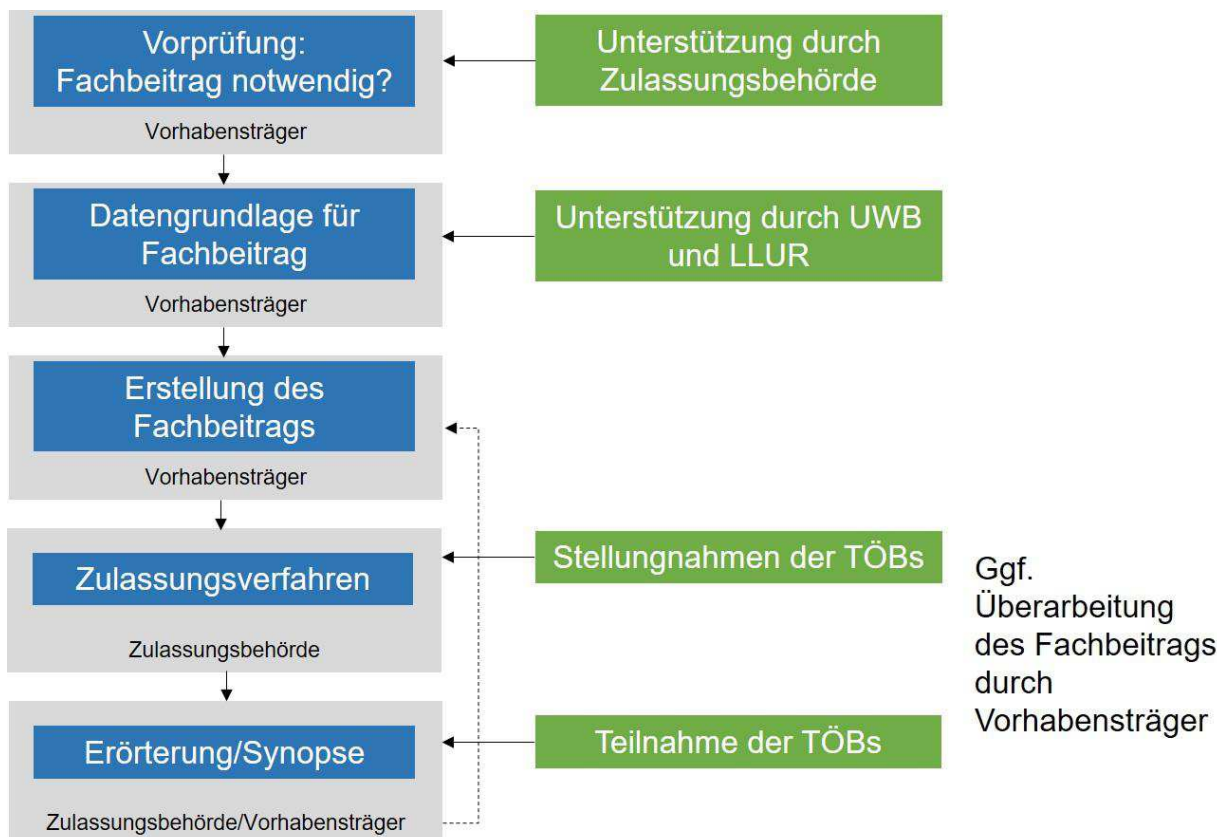 Vorprüfung:
Fachbeitrag notwendig?
Vorhabensträger
Unterstützung durch
Zulassungsbehörde
Datengrundlage für
Fachbeitrag
Vorhabensträger
Unterstützung durch UWB
und LLUR
Erstellung des
Fachbeitrags
Vorhabensträger
Zulassungsverfahren
Zulassungsbehörde
Stellungnahmen der TÖBs
Erörterung/Synopse
Zulassungsbehörde/Vorhabensträger
Teilnahme der TÖBs
Ggf.
Überarbeitung
des Fachbeitrags
durch
Vorhabensträger